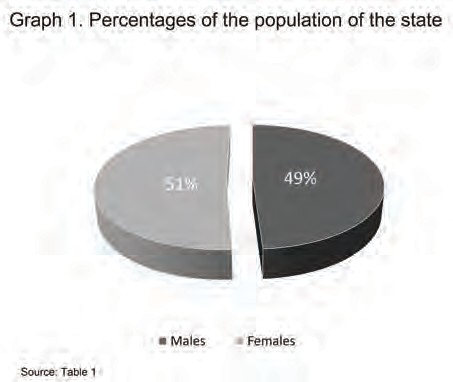 Graph 1. Percentages of the population of the state
51%
49%
Males Females
Source: Table 1